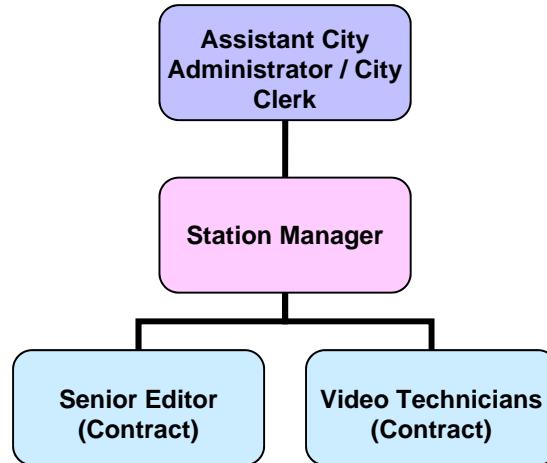 Assistant City
Administrator / City
Clerk
Station Manager
Senior Editor
(Contract)
Video Technicians
(Contract)